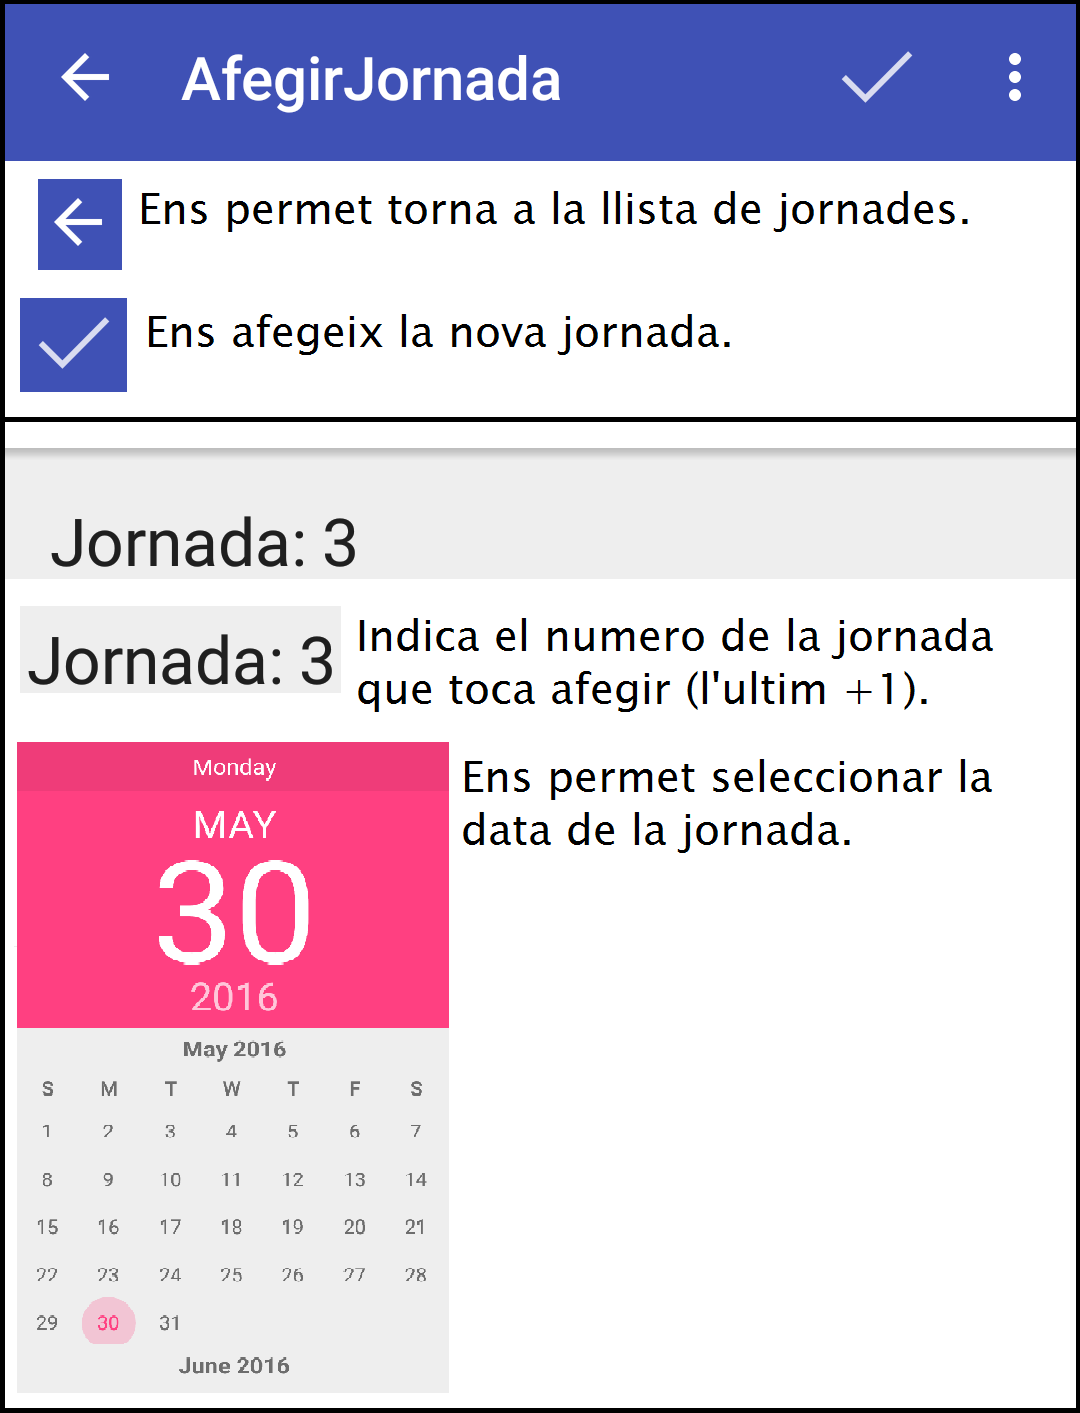 AfegirJornada
Ens permet torna a la llista de jornades.
Ens afegeix la nova jornada.
Jornada: 3
Jornada: 3
Indica el numero de la jornada
que toca afegir (l'ultim +1).
Monday
MAY
30
2016
Ens permet seleccionar la
data de la jornada.
May 2016
S M T W T F S
1 2 3 4 5 6 7
8 9 10 11 12 13 14
15 16 17 18 19 20 21
22 23 24 25 26 27 28
29 30 31
June 2016